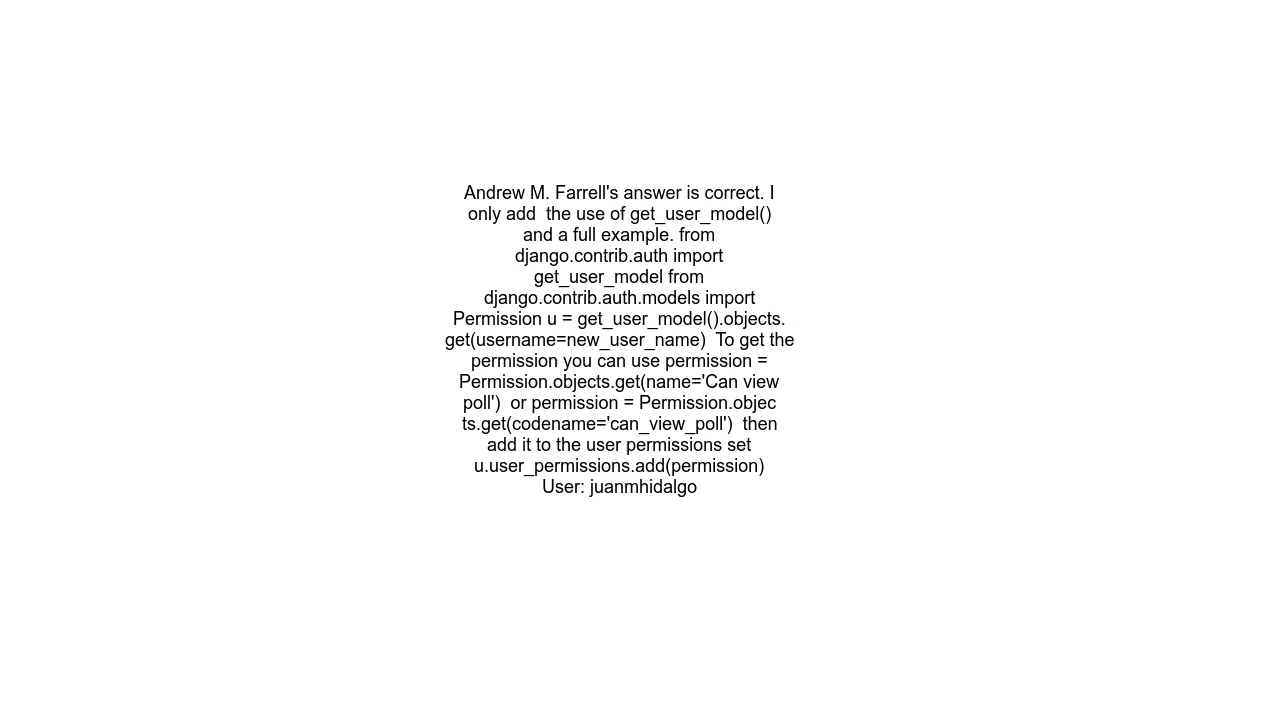 Andrew M. Farrell's answer is correct. I
only add  the use of get_user_model()
and a full example. from
django.contrib.auth import
get_user_model from
django.contrib.auth.models import
Permission u = get_user_model().objects.
get(username=new_user_name)  To get the
permission you can use permission =
Permission.objects.get(name='Can view
poll')  or permission = Permission.objec
ts.get(codename='can_view_poll')  then
add it to the user permissions set
u.user_permissions.add(permission)
User: juanmhidalgo